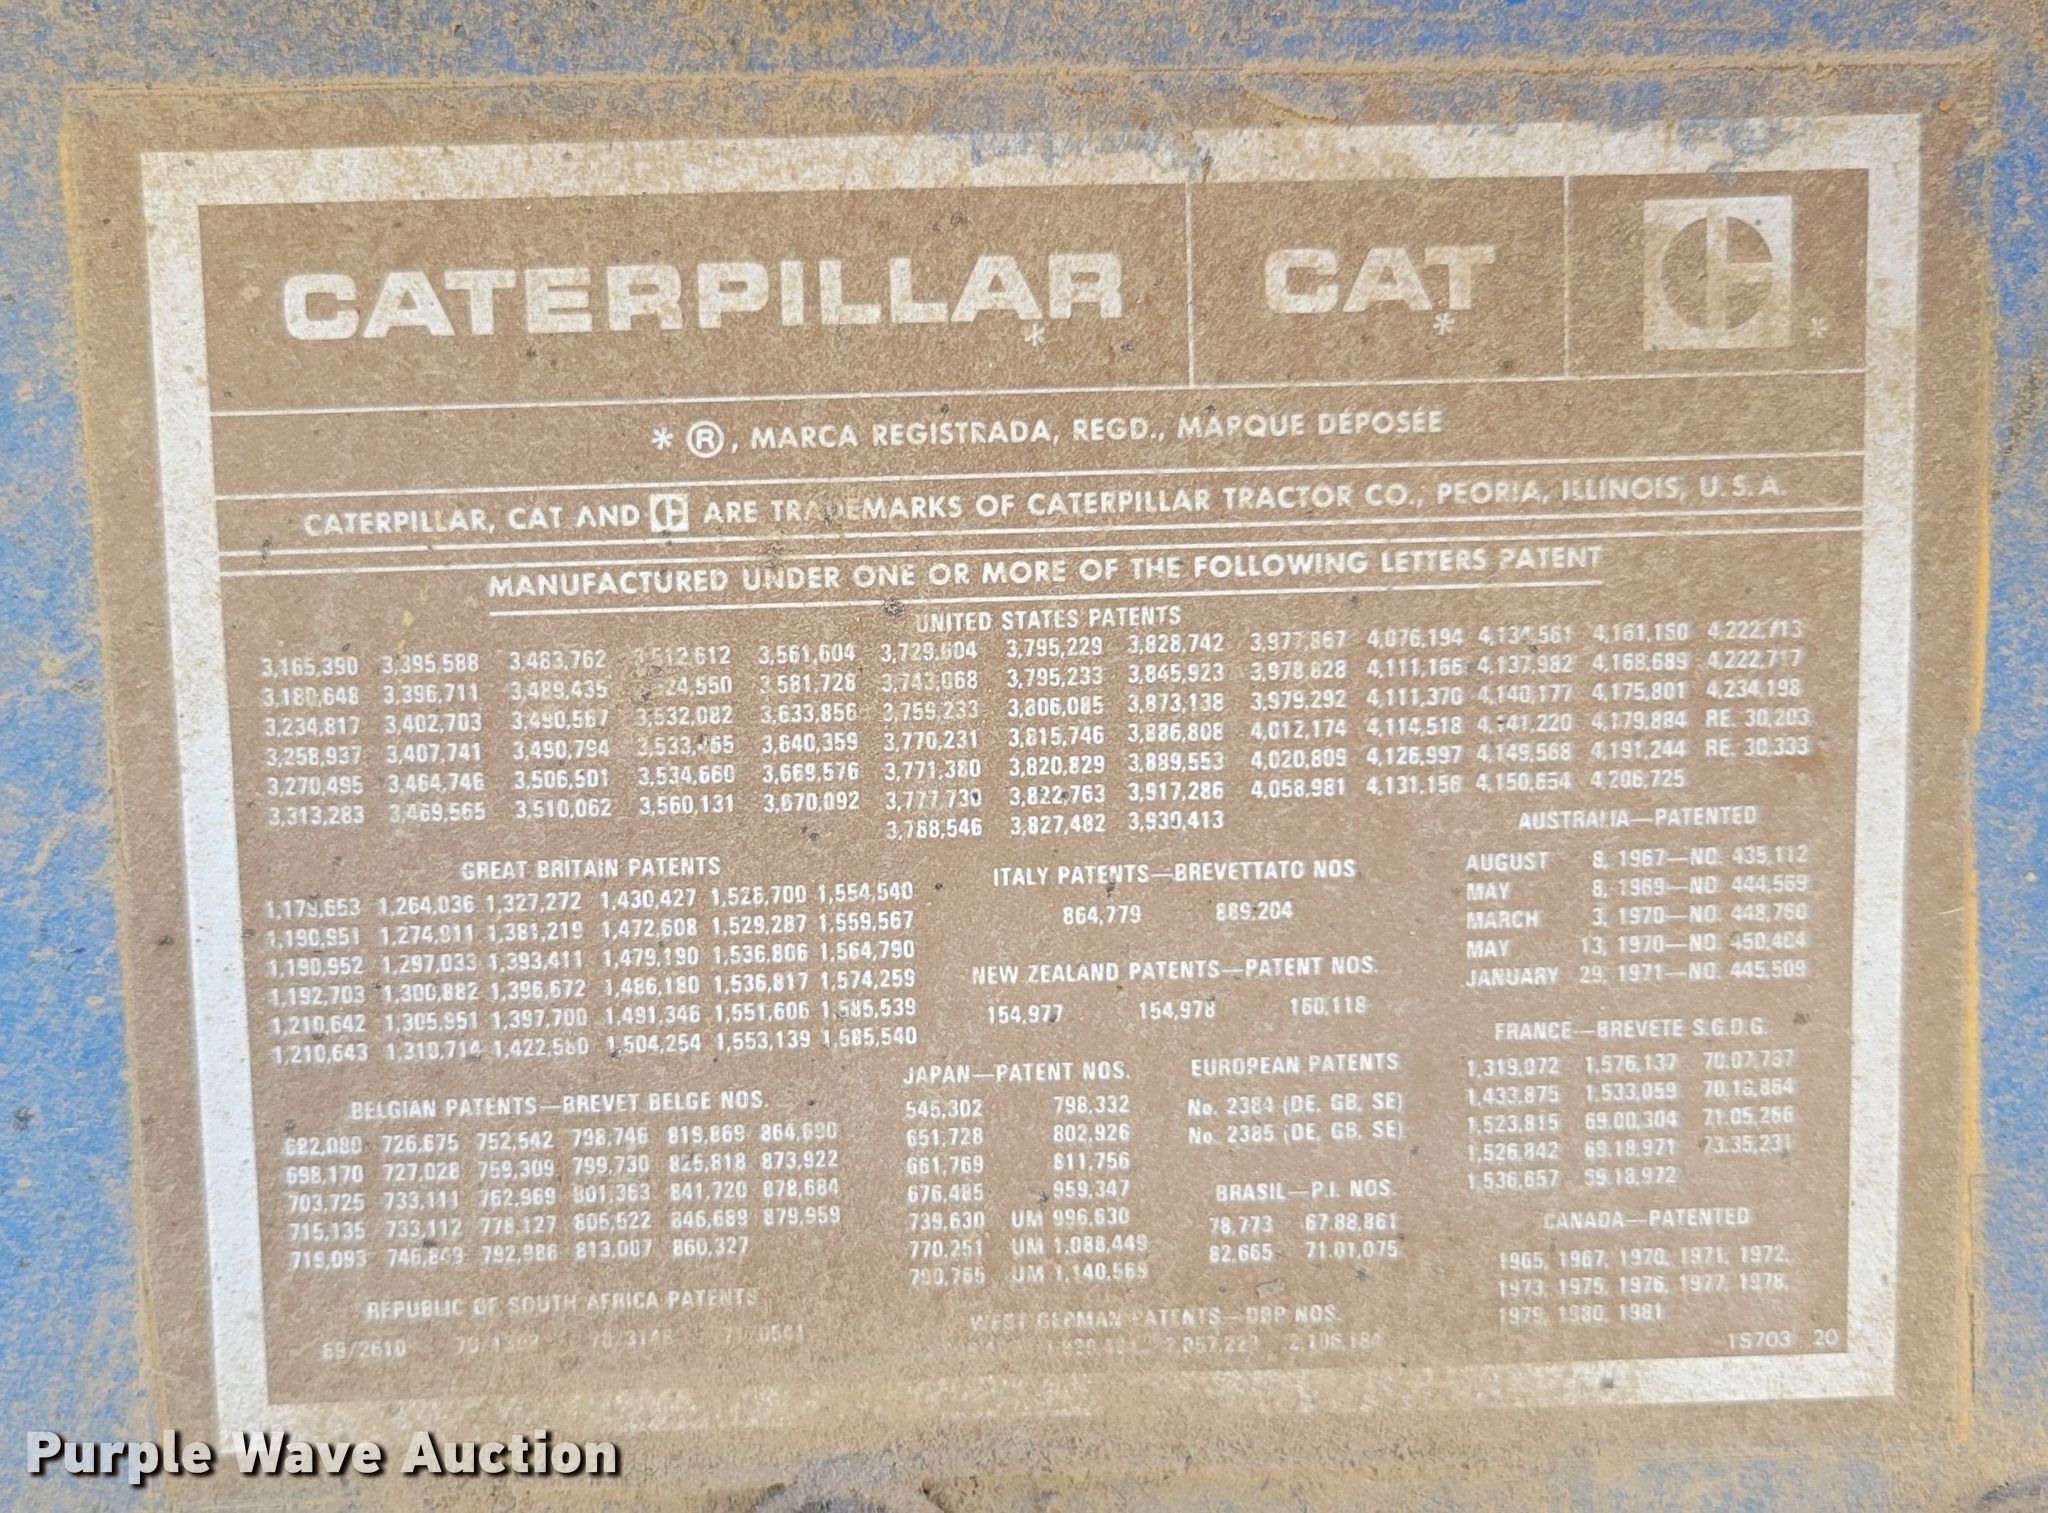 CATERPILLAR * CAT * *
* ®, MARCA REGISTRADA, REGD., MARQUE DÉPOSÉE
CATERPILLAR, CAT AND ARE TRADEMARKS OF CATERPILLAR TRACTOR CO., PEORIA, ILLINOIS, U.S.A.
MANUFACTURED UNDER ONE OR MORE OF THE FOLLOWING LETTERS PATENT
UNITED STATES PATENTS
3,165,390 3,395,588 3,483,762 3,512,612 3,561,604 3,729,604 3,795,229 3,828,742 3,977,867 4,076,194 4,134,561 4,161,150 4,222,713
3,180,648 3,396,711 3,489,435 3,581,728 3,743,068 3,795,233 3,845,923 3,978,828 4,111,166 4,137,982 4,168,689 4,222,717
3,234,817 3,402,703 3,490,567 3,532,082 3,633,856 3,759,233 3,806,085 3,873,138 3,979,292 4,111,370 4,140,177 4,175,801 4,234,198
3,258,937 3,407,741 3,490,794 3,640,359 3,770,231 3,815,746 3,886,808 4,012,174 4,114,518 4,141,220 4,179,884 RE. 30,203
3,270,495 3,464,746 3,506,501 3,534,660 3,669,576 3,771,380 3,820,829 3,889,553 4,020,809 4,126,997 4,149,568 4,191,244 RE. 30,333
3,313,283 3,469,565 3,510,062 3,560,131 3,670,092 3,777,730 3,822,763 3,917,286 4,058,981 4,131,156 4,150,654 4,206,725
3,788,546 3,827,482 3,930,413
GREAT BRITAIN PATENTS
1,179,653 1,264,036 1,327,272 1,430,427 1,526,700 1,554,540
1,190,951 1,274,911 1,381,219 1,472,608 1,529,287 1,559,567
1,190,952 1,297,033 1,393,411 1,479,190 1,536,806 1,564,790
1,192,703 1,300,882 1,396,672 1,486,180 1,536,817 1,574,259
1,210,642 1,305,951 1,397,700 1,491,346 1,551,606 1,585,539
1,210,643 1,310,714 1,422,580 1,504,254 1,553,139 1,585,540
ITALY PATENTS—BREVETTATO NOS.
864,779 889,204
NEW ZEALAND PATENTS—PATENT NOS.
154,977 154,978 160,118
AUSTRALIA—PATENTED
AUGUST 8, 1967—NO. 435,112
MAY 8, 1969—NO. 444,569
MARCH 3, 1970—NO. 448,760
MAY 13, 1970—NO. 450,404
JANUARY 29, 1971—NO. 445,509
FRANCE—BREVETE S.G.D.G.
1,319,072 1,576,137 70.07,787
1,433,875 1,533,059 70.16,864
1,523,815 69.00,304 71.05,266
1,526,842 69.18,971 73.35,231
1,536,657 69.18,972
BELGIAN PATENTS—BREVET BELGE NOS.
682,080 726,675 752,542 798,746 819,869 864,690
698,170 727,028 759,309 799,730 825,818 873,922
703,725 733,111 762,969 801,363 841,720 878,684
715,135 733,112 778,127 805,522 846,689 879,959
719,093 746,849 792,986 813,087 860,327
JAPAN—PATENT NOS.
545,302 798,332
651,728 802,926
661,769 811,756
676,485 959,347
739,630 UM 996,630
770,251 UM 1,088,449
790,765 UM 1,140,569
EUROPEAN PATENTS
No. 2384 (DE, GB, SE)
No. 2385 (DE, GB, SE)
BRASIL—P.I. NOS.
78,773 67.88,861
82,665 71.01,075
CANADA—PATENTED
1965, 1967, 1970, 1971, 1972,
1973, 1975, 1976, 1977, 1978,
1979, 1980, 1981
REPUBLIC OF SOUTH AFRICA PATENTS
69/2610
WEST GERMAN PATENTS—DBP NOS.
1S703 20
Purple Wave Auction